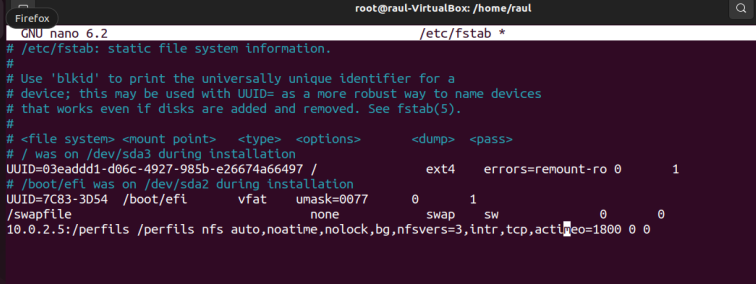 root@raul-VirtualBox: /home/raul
Firefox
GNU nano 6.2 /etc/fstab *
# /etc/fstab: static file system information.
#
# Use 'blkid' to print the universally unique identifier for a
# device; this may be used with UUID= as a more robust way to name devices
# that works even if disks are added and removed. See fstab(5).
#
# <file system> <mount point> <type> <options> <dump> <pass>
# / was on /dev/sda3 during installation
UUID=03eaddd1-d06c-4927-985b-e26674a66497 / ext4 errors=remount-ro 0 1
# /boot/efi was on /dev/sda2 during installation
UUID=7C83-3D54 /boot/efi vfat umask=0077 0 1
/swapfile none swap sw 0 0
10.0.2.5:/perfils /perfils nfs auto,noatime,nolock,bg,nfsvers=3,intr,tcp,actimeo=1800 0 0